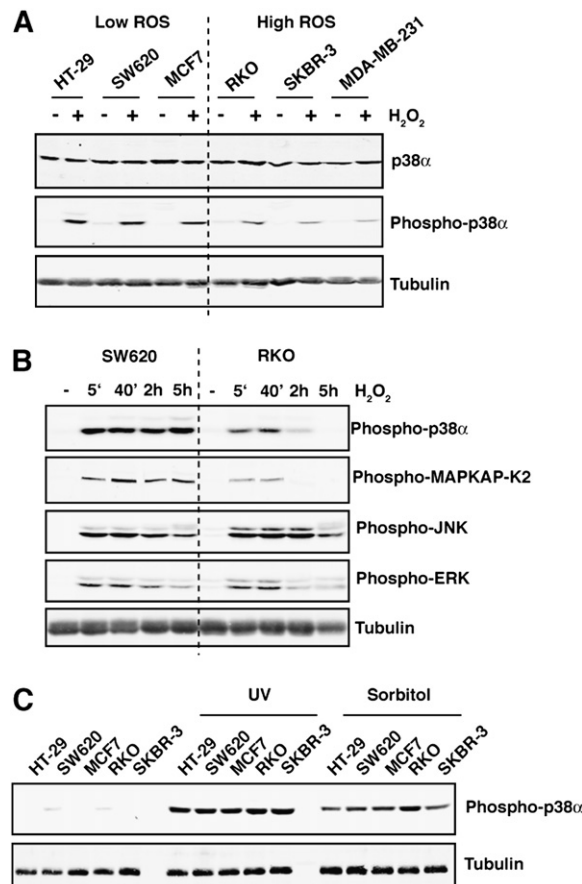 A
Low ROS High ROS
HT-29 SW620 MCF7 RKO SKBR-3 MDA-MB-231
- + - + - + - + - + - + H₂O₂
p38α
Phospho-p38α
Tubulin
B
SW620 RKO
- 5‘ 40’ 2h 5h - 5‘ 40’ 2h 5h H₂O₂
Phospho-p38α
Phospho-MAPKAP-K2
Phospho-JNK
Phospho-ERK
Tubulin
C
UV Sorbitol
HT-29 SW620 MCF7 RKO SKBR-3 HT-29 SW620 MCF7 RKO SKBR-3 HT-29 SW620 MCF7 RKO SKBR-3
Phospho-p38α
Tubulin